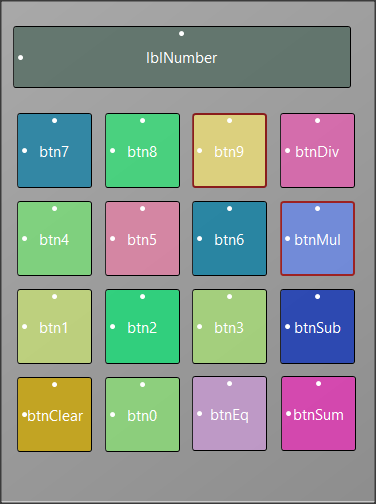 lblNumber
btn7 btn8 btn9 btnDiv
btn4 btn5 btn6 btnMul
btn1 btn2 btn3 btnSub
btnClear btn0 btnEq btnSum